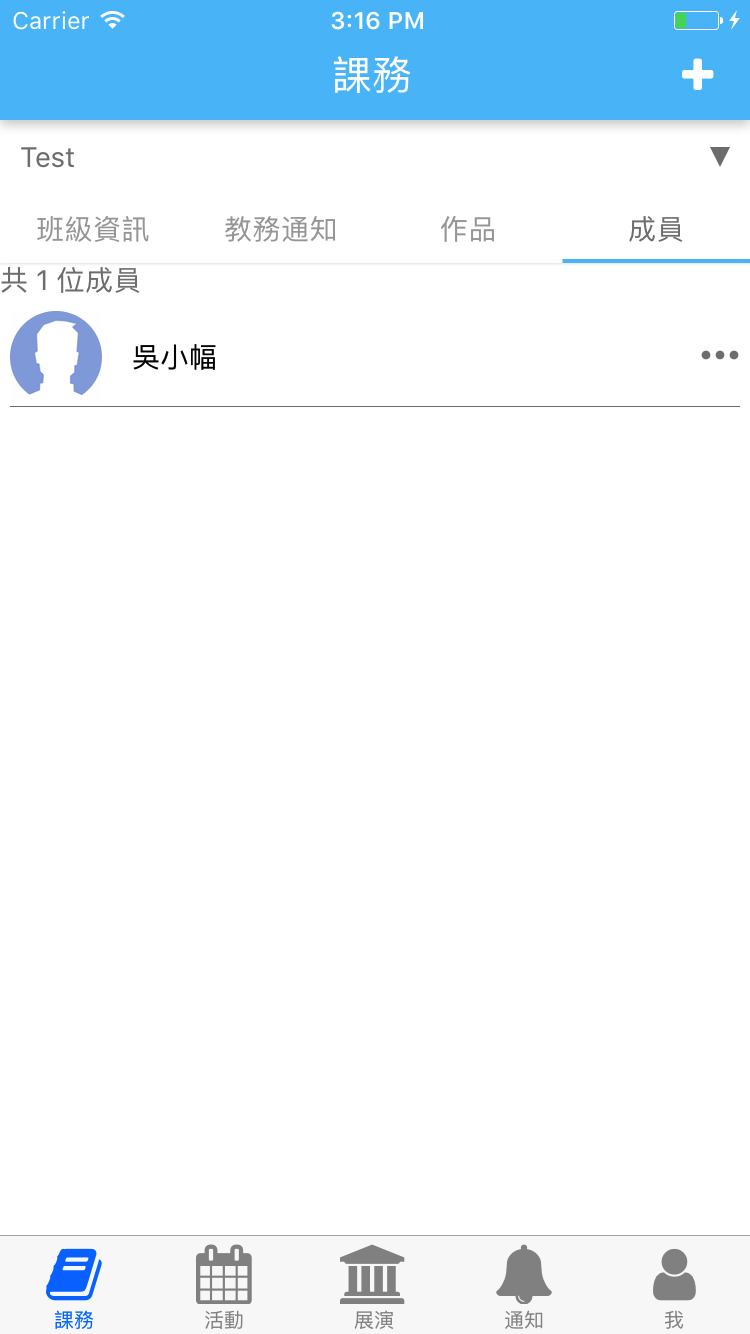 Carrier 3:16 PM
課務
Test ▼
班級資訊 教務通知 作品 成員
共 1 位成員
吳小幅
課務 活動 展演 通知 我